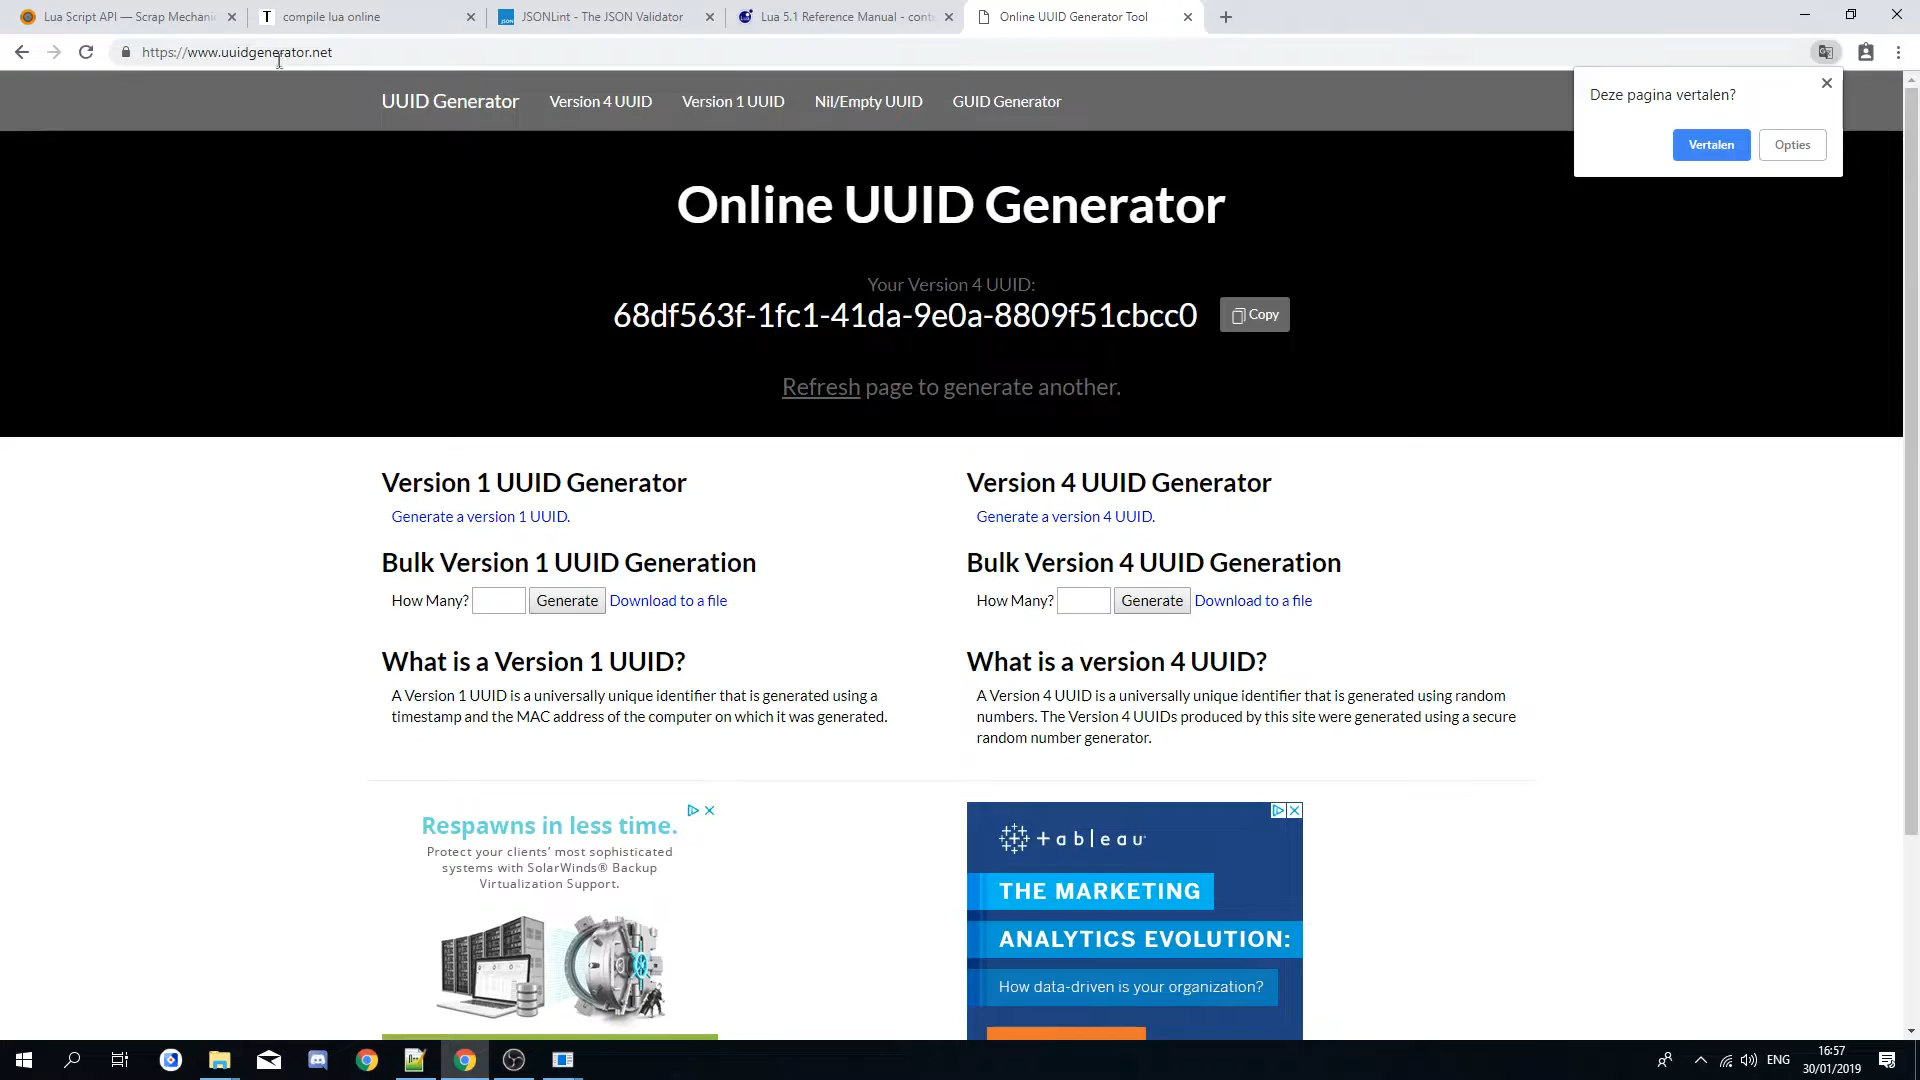 Lua Script API — Scrap Mechani
compile lua online
JSONLint - The JSON Validator
Lua 5.1 Reference Manual - cont
Online UUID Generator Tool
https://www.uuidgenerator.net
Deze pagina vertalen?
Vertalen
Opties
UUID Generator
Version 4 UUID
Version 1 UUID
Nil/Empty UUID
GUID Generator
Online UUID Generator
Your Version 4 UUID:
68df563f-1fc1-41da-9e0a-8809f51cbcc0
Copy
Refresh page to generate another.
Version 1 UUID Generator
Generate a version 1 UUID.
Bulk Version 1 UUID Generation
How Many? Generate Download to a file
What is a Version 1 UUID?
A Version 1 UUID is a universally unique identifier that is generated using a
timestamp and the MAC address of the computer on which it was generated.
Version 4 UUID Generator
Generate a version 4 UUID.
Bulk Version 4 UUID Generation
How Many? Generate Download to a file
What is a version 4 UUID?
A Version 4 UUID is a universally unique identifier that is generated using random
numbers. The Version 4 UUIDs produced by this site were generated using a secure
random number generator.
Respawns in less time.
Protect your clients' most sophisticated
systems with SolarWinds® Backup
Virtualization Support.
+ableau
THE MARKETING
ANALYTICS EVOLUTION:
How data-driven is your organization?
ENG
16:57
30/01/2019